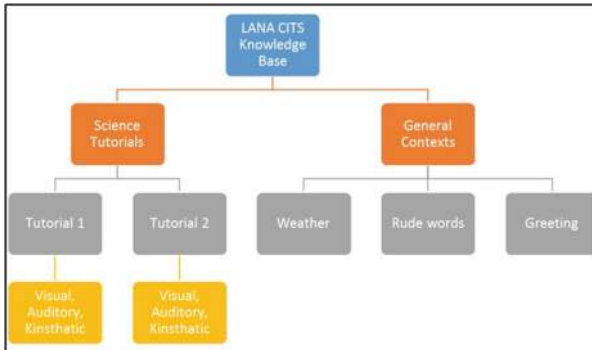 LANA CITS
Knowledge
Base
Science
Tutorials
General
Contexts
Tutorial 1
Tutorial 2
Weather
Rude words
Greeting
Visual,
Auditory,
Kinsthatic
Visual,
Auditory,
Kinsthatic